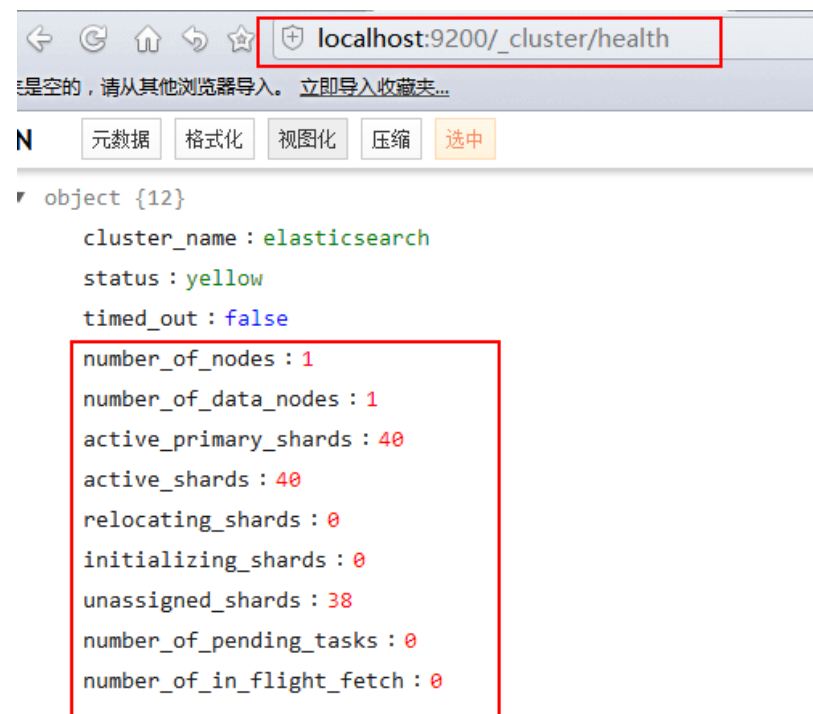 localhost:9200/_cluster/health
是空的，请从其他浏览器导入。 立即导入收藏夹...
N 元数据 格式化 视图化 压缩 选中
object {12}
cluster_name：elasticsearch
status：yellow
timed_out：false
number_of_nodes：1
number_of_data_nodes：1
active_primary_shards：40
active_shards：40
relocating_shards：0
initializing_shards：0
unassigned_shards：38
number_of_pending_tasks：0
number_of_in_flight_fetch：0